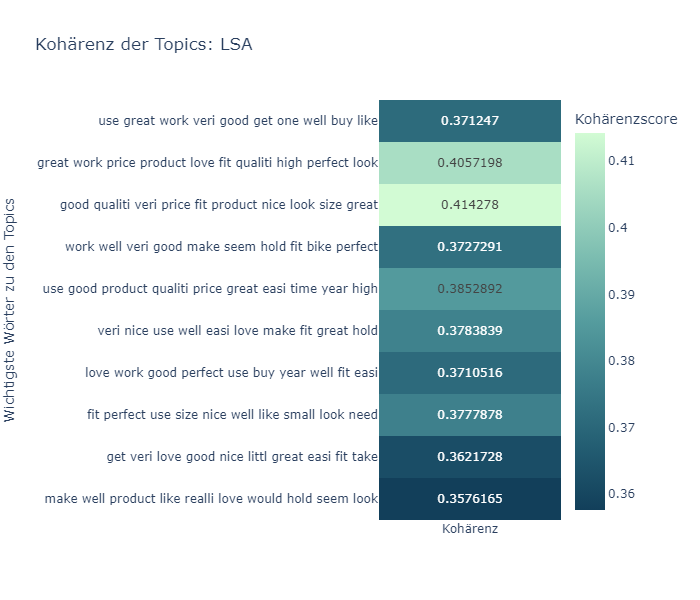 Kohärenz der Topics: LSA
Kohärenzscore
use great work veri good get one well buy like 0.371247
great work price product love fit qualiti high perfect look 0.4057198
good qualiti veri price fit product nice look size great 0.414278
work well veri good make seem hold fit bike perfect 0.3727291
use good product qualiti price great easi time year high 0.3852892
veri nice use well easi love make fit great hold 0.3783839
love work good perfect use buy year well fit easi 0.3710516
fit perfect use size nice well like small look need 0.3777878
get veri love good nice littl great easi fit take 0.3621728
make well product like realli love would hold seem look 0.3576165
Kohärenz
Wichtigste Wörter zu den Topics
0.41
0.4
0.39
0.38
0.37
0.36